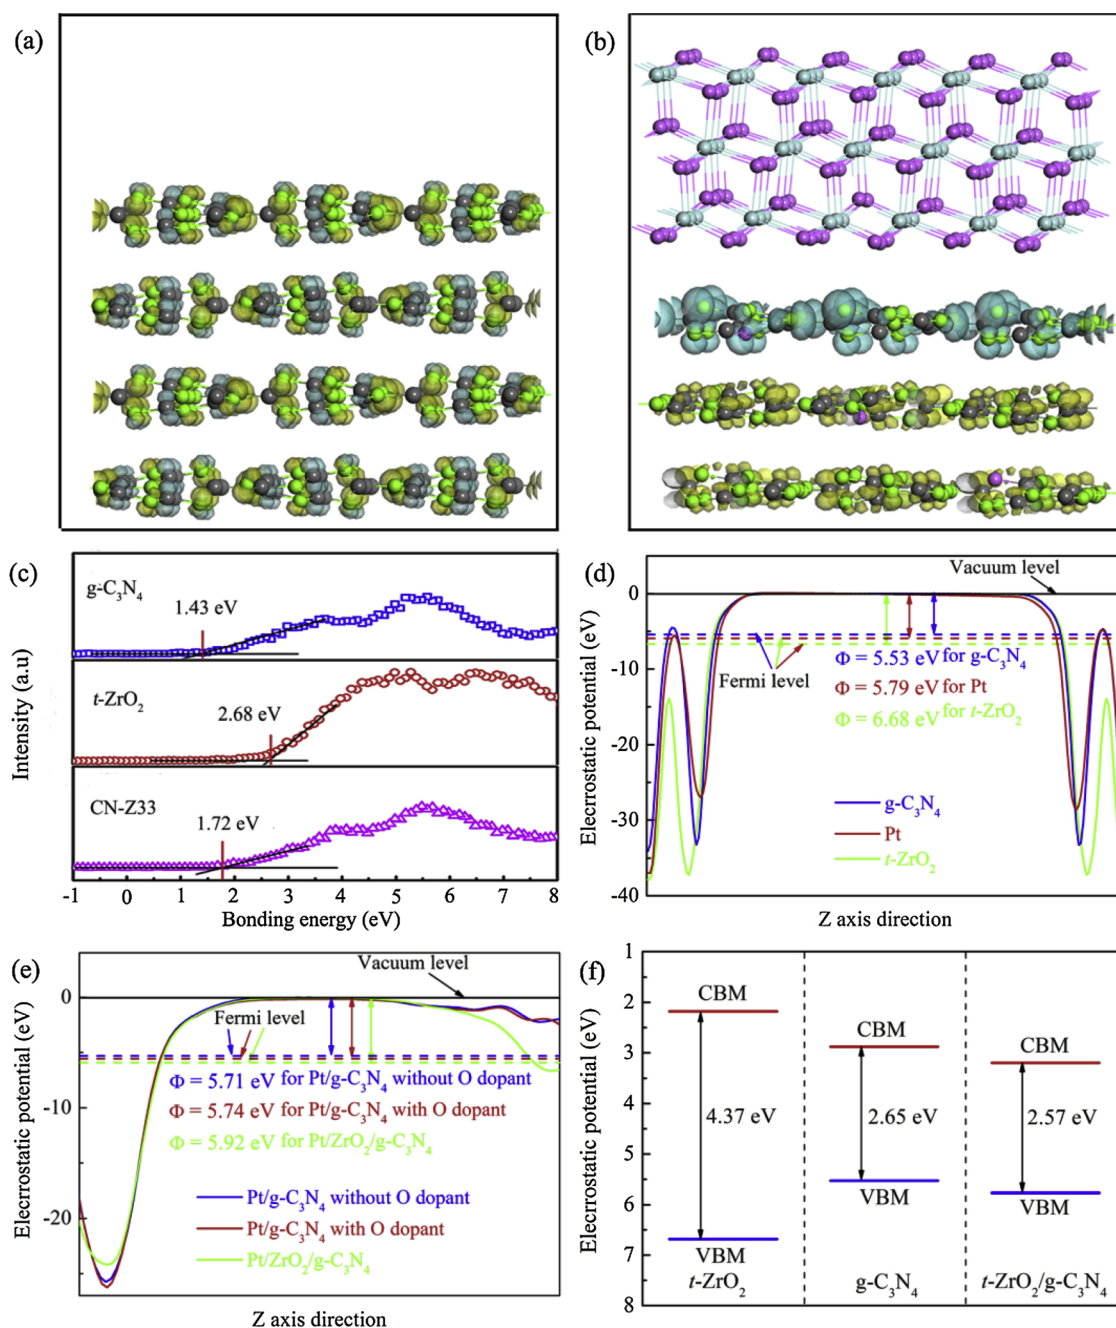 (a)
(b)
(c)
g-C₃N₄
1.43 eV
t-ZrO₂
2.68 eV
CN-Z33
1.72 eV
Intensity (a.u)
-1 0 1 2 3 4 5 6 7 8
Bonding energy (eV)
(d)
Vacuum level
0
-10
-20
-30
-40
Fermi level
Φ = 5.53 eV for g-C₃N₄
Φ = 5.79 eV for Pt
Φ = 6.68 eV for t-ZrO₂
g-C₃N₄
Pt
t-ZrO₂
Elecrrostatic potential (eV)
Z axis direction
(e)
Vacuum level
0
-10
-20
Fermi level
Φ = 5.71 eV for Pt/g-C₃N₄ without O dopant
Φ = 5.74 eV for Pt/g-C₃N₄ with O dopant
Φ = 5.92 eV for Pt/ZrO₂/g-C₃N₄
Pt/g-C₃N₄ without O dopant
Pt/g-C₃N₄ with O dopant
Pt/ZrO₂/g-C₃N₄
Elecrrostatic potential (eV)
Z axis direction
(f)
1
2
3
4
5
6
7
8
Elecrrostatic potential (eV)
CBM
4.37 eV
VBM
t-ZrO₂
CBM
2.65 eV
VBM
g-C₃N₄
CBM
2.57 eV
VBM
t-ZrO₂/g-C₃N₄